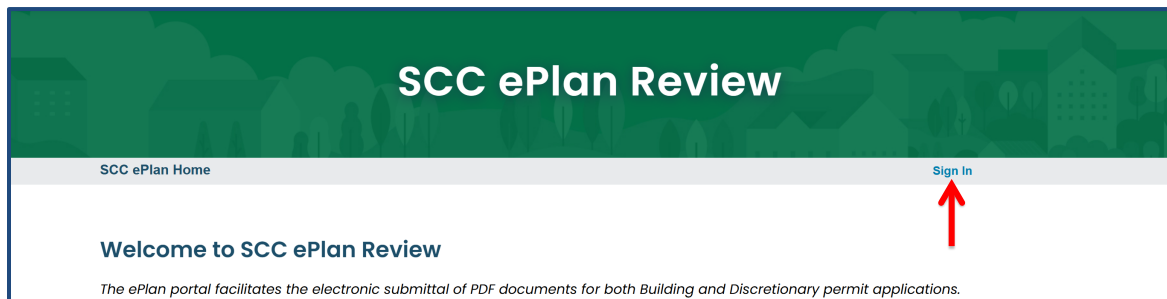 SCC ePlan Review
SCC ePlan Home
Sign In
Welcome to SCC ePlan Review
The ePlan portal facilitates the electronic submittal of PDF documents for both Building and Discretionary permit applications.